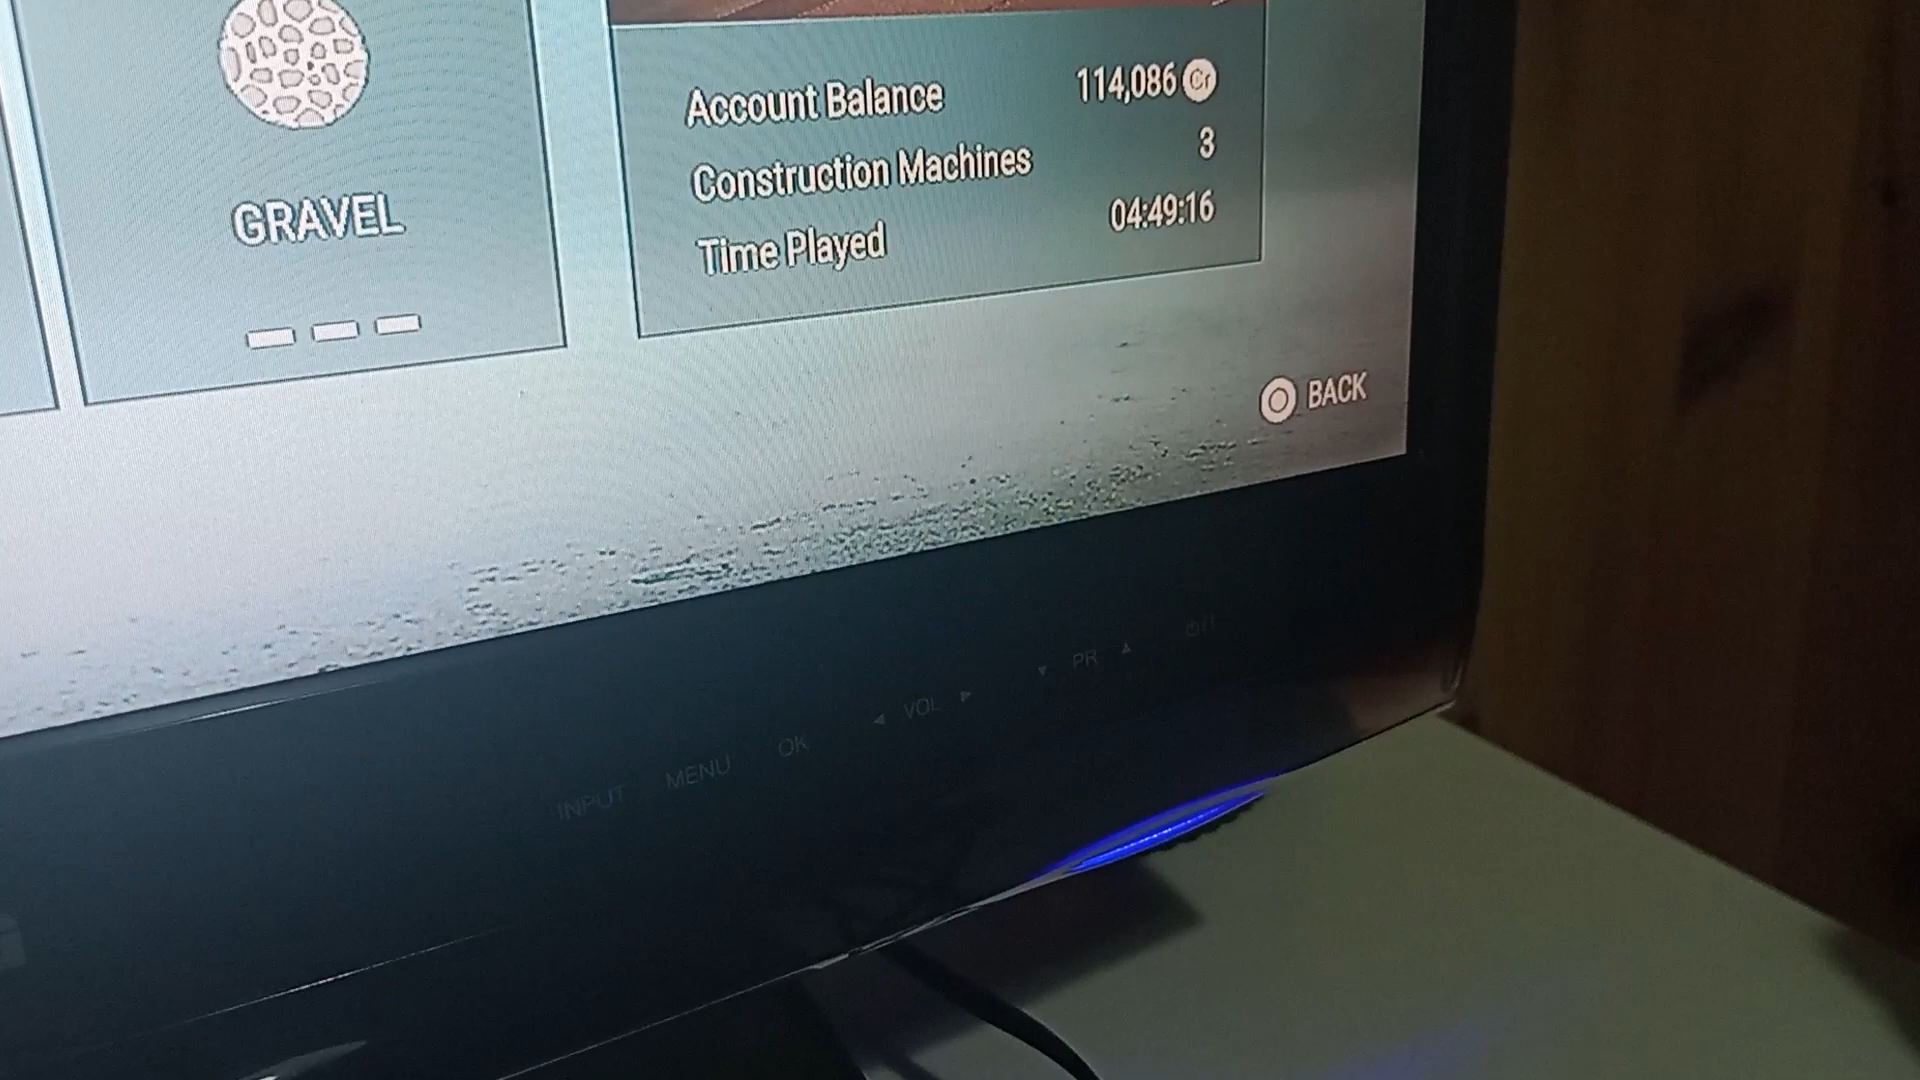 GRAVEL
Account Balance 114,086 Cr
Construction Machines 3
Time Played 04:49:16
BACK
INPUT MENU OK ◄ VOL ► ▼ PR ▲